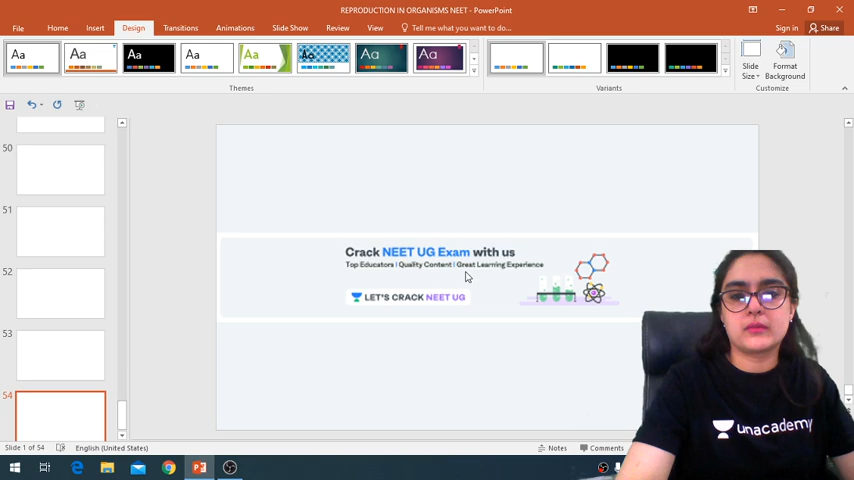 REPRODUCTION IN ORGANISMS NEET - PowerPoint
File Home Insert Design Transitions Animations Slide Show Review View Tell me what you want to do... Sign in Share
Aa Aa Aa Aa Aa Aa Aa Aa
Slide Size Format Background
Themes Variants Customize
50
51
52
53
54
Crack NEET UG Exam with us
Top Educators | Quality Content | Great Learning Experience
LET'S CRACK NEET UG
unacademy
Slide 1 of 54 English (United States) Notes Comments